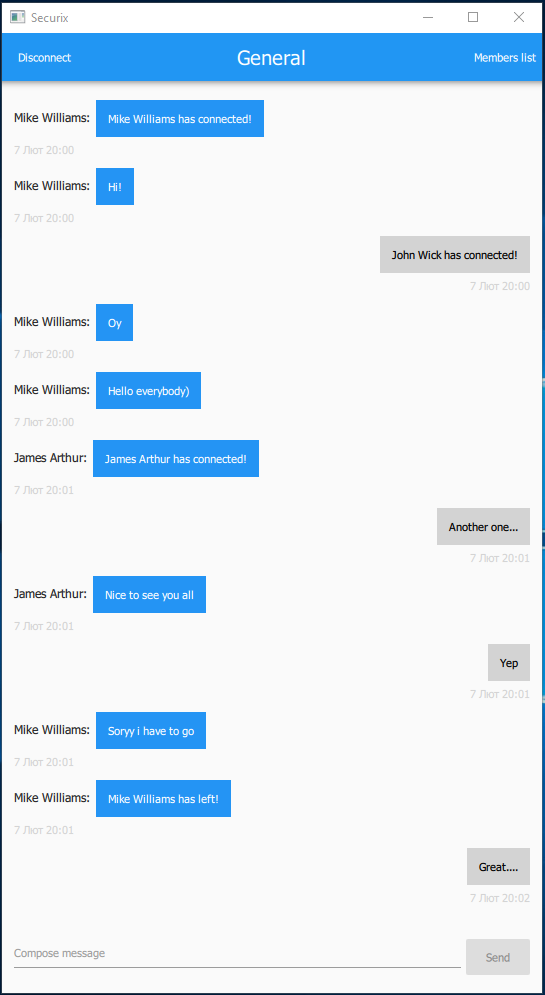 Securix
Disconnect General Members list
Mike Williams: Mike Williams has connected!
7 Лют 20:00
Mike Williams: Hi!
7 Лют 20:00
John Wick has connected!
7 Лют 20:00
Mike Williams: Oy
7 Лют 20:00
Mike Williams: Hello everybody)
7 Лют 20:00
James Arthur: James Arthur has connected!
7 Лют 20:01
Another one...
7 Лют 20:01
James Arthur: Nice to see you all
7 Лют 20:01
Yep
7 Лют 20:01
Mike Williams: Soryy i have to go
7 Лют 20:01
Mike Williams: Mike Williams has left!
7 Лют 20:01
Great....
7 Лют 20:02
Compose message Send